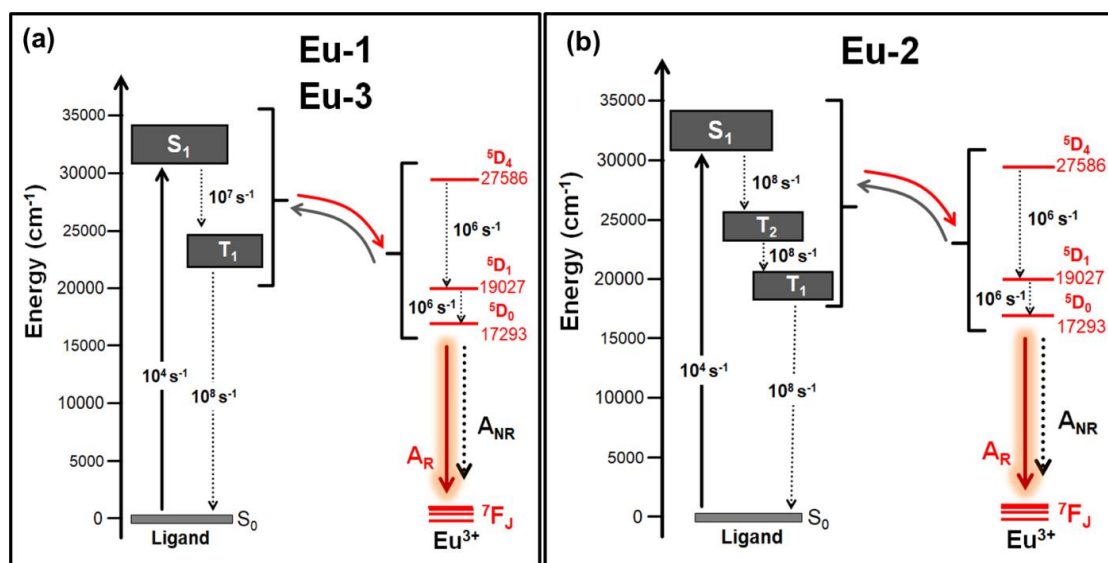 (a)
Eu-1
Eu-3
Energy (cm⁻¹)
35000
30000
25000
20000
15000
10000
5000
0
S₁
10⁷ s⁻¹
T₁
10⁴ s⁻¹
10⁸ s⁻¹
S₀
Ligand
⁵D₄
27586
10⁶ s⁻¹
⁵D₁
19027
10⁶ s⁻¹
⁵D₀
17293
A_R
A_NR
⁷F_J
Eu³⁺
(b)
Eu-2
Energy (cm⁻¹)
35000
30000
25000
20000
15000
10000
5000
0
S₁
10⁸ s⁻¹
T₂
10⁸ s⁻¹
T₁
10⁴ s⁻¹
10⁸ s⁻¹
S₀
Ligand
⁵D₄
27586
10⁶ s⁻¹
⁵D₁
19027
10⁶ s⁻¹
⁵D₀
17293
A_R
A_NR
⁷F_J
Eu³⁺